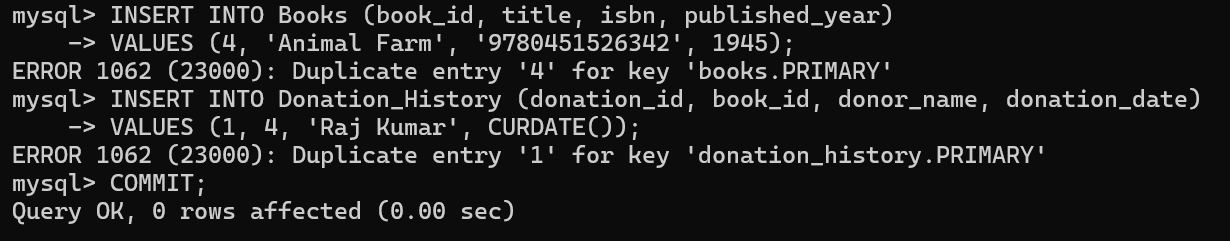 mysql> INSERT INTO Books (book_id, title, isbn, published_year)
    -> VALUES (4, 'Animal Farm', '9780451526342', 1945);
ERROR 1062 (23000): Duplicate entry '4' for key 'books.PRIMARY'
mysql> INSERT INTO Donation_History (donation_id, book_id, donor_name, donation_date)
    -> VALUES (1, 4, 'Raj Kumar', CURDATE());
ERROR 1062 (23000): Duplicate entry '1' for key 'donation_history.PRIMARY'
mysql> COMMIT;
Query OK, 0 rows affected (0.00 sec)